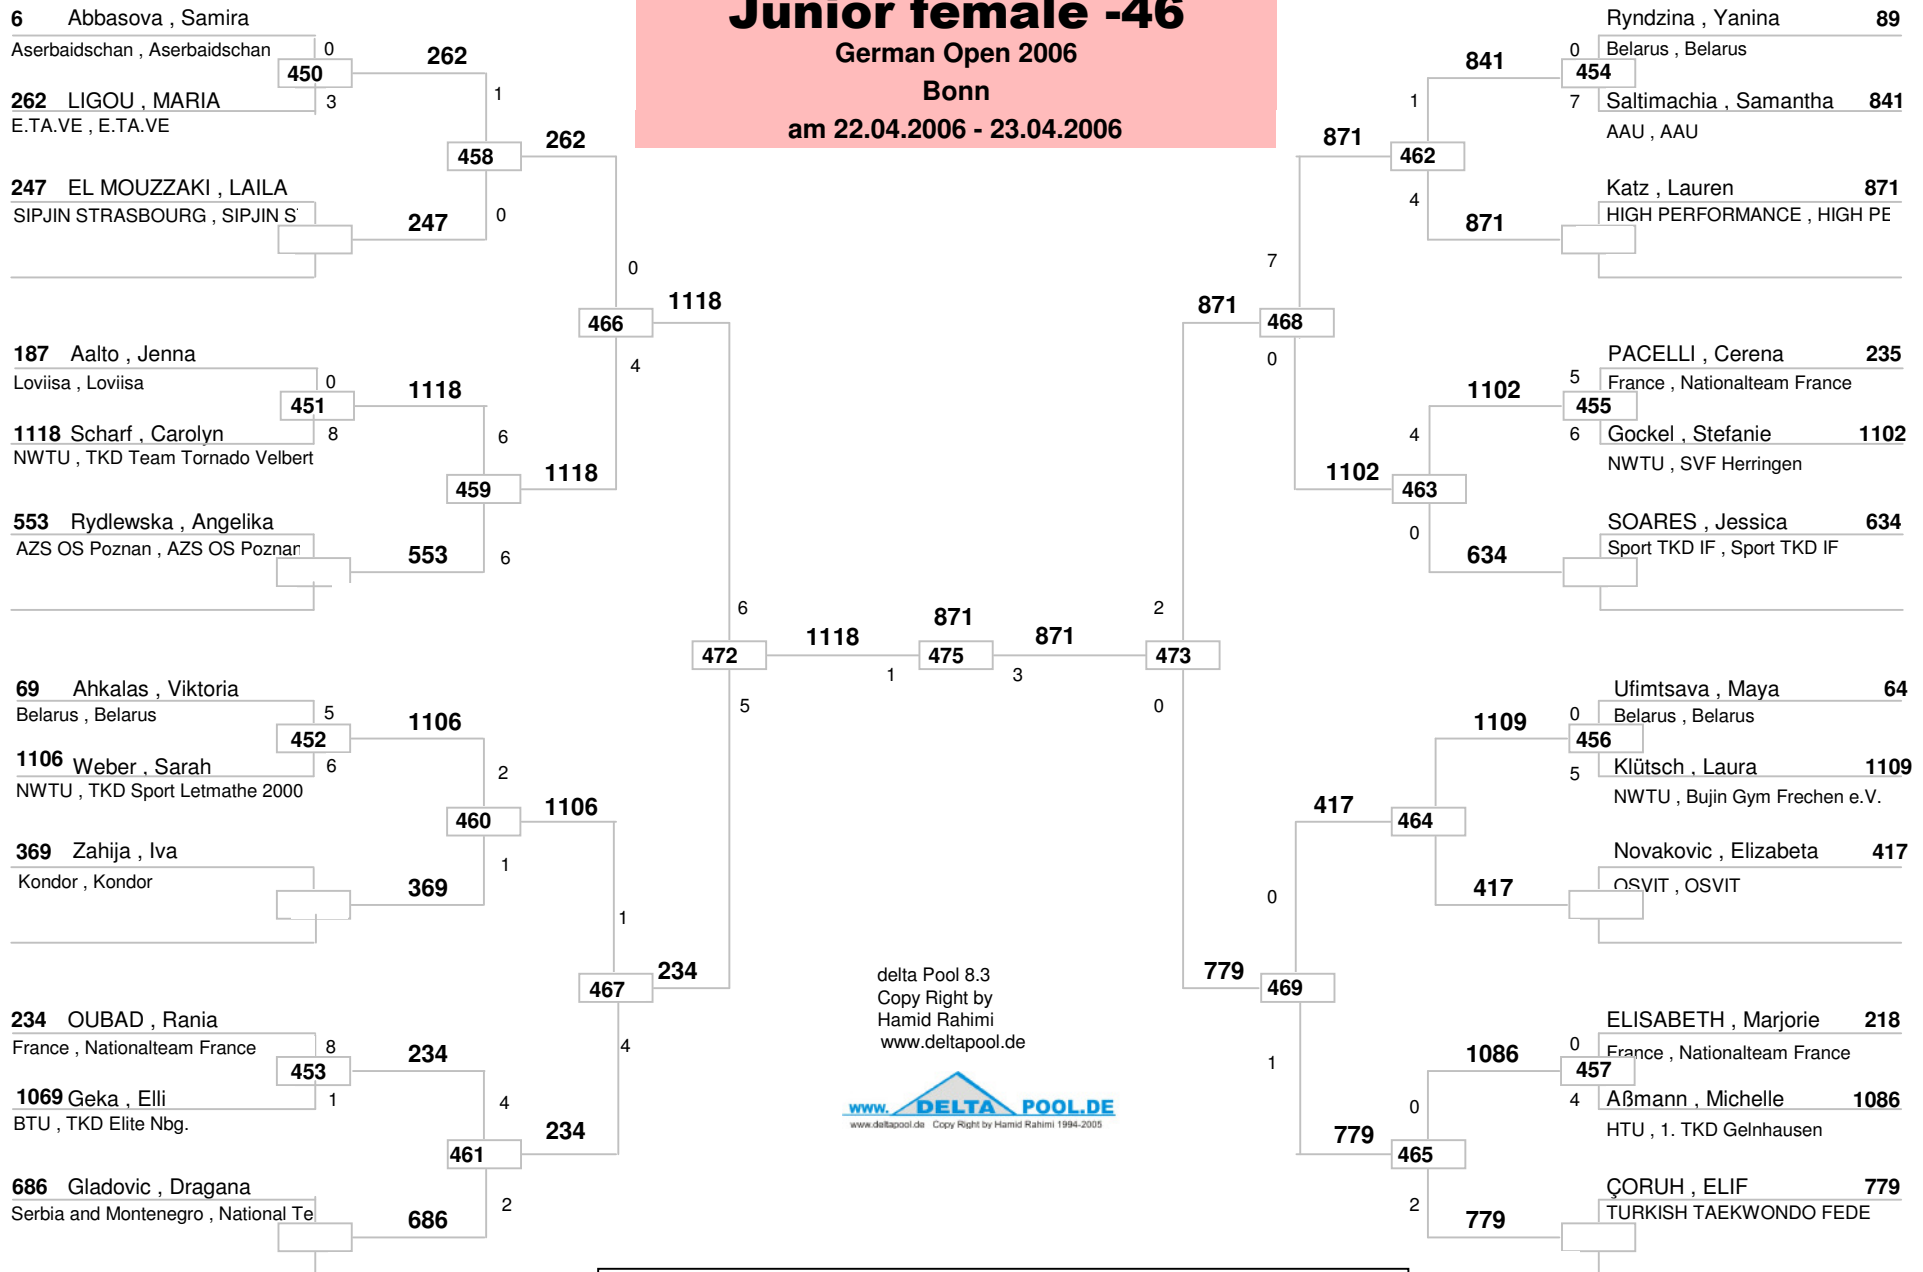 Junior female -46
German Open 2006
Bonn
am 22.04.2006 - 23.04.2006
6 Abbasova , Samira
Aserbaidschan , Aserbaidschan
0
450
262
3
262 LIGOU , MARIA
E.TA.VE , E.TA.VE
1
458
262
247 EL MOUZZAKI , LAILA
SIPJIN STRASBOURG , SIPJIN S
247
0
0
466
1118
4
187 Aalto , Jenna
Loviisa , Loviisa
0
451
1118
8
1118 Scharf , Carolyn
NWTU , TKD Team Tornado Velbert
6
459
1118
553 Rydlewska , Angelika
AZS OS Poznan , AZS OS Poznan
553
6
6
472
1118
5
69 Ahkalas , Viktoria
Belarus , Belarus
5
452
1106
6
1106 Weber , Sarah
NWTU , TKD Sport Letmathe 2000
2
460
1106
369 Zahija , Iva
Kondor , Kondor
369
1
1
467
234
4
234 OUBAD , Rania
France , Nationalteam France
8
453
234
1
1069 Geka , Elli
BTU , TKD Elite Nbg.
4
461
234
686 Gladovic , Dragana
Serbia and Montenegro , National Te
686
2
871
1
475
3
871
Ryndzina , Yanina 89
Belarus , Belarus
0
841
454
7
Saltimachia , Samantha 841
AAU , AAU
1
871
462
4
Katz , Lauren 871
HIGH PERFORMANCE , HIGH PE
871
7
871
468
0
PACELLI , Cerena 235
France , Nationalteam France
5
1102
455
6
Gockel , Stefanie 1102
NWTU , SVF Herringen
4
1102
463
0
SOARES , Jessica 634
Sport TKD IF , Sport TKD IF
634
2
473
0
Ufimtsava , Maya 64
Belarus , Belarus
0
1109
456
5
Klütsch , Laura 1109
NWTU , Bujin Gym Frechen e.V.
417
464
Novakovic , Elizabeta 417
OSVIT , OSVIT
417
0
779
469
1
ELISABETH , Marjorie 218
France , Nationalteam France
0
1086
457
4
Aßmann , Michelle 1086
HTU , 1. TKD Gelnhausen
0
779
465
2
ÇORUH , ELIF 779
TURKISH TAEKWONDO FEDE
779
delta Pool 8.3
Copy Right by
Hamid Rahimi
www.deltapool.de
www. DELTA POOL.DE
www.deltapool.de Copy Right by Hamid Rahimi 1994-2005